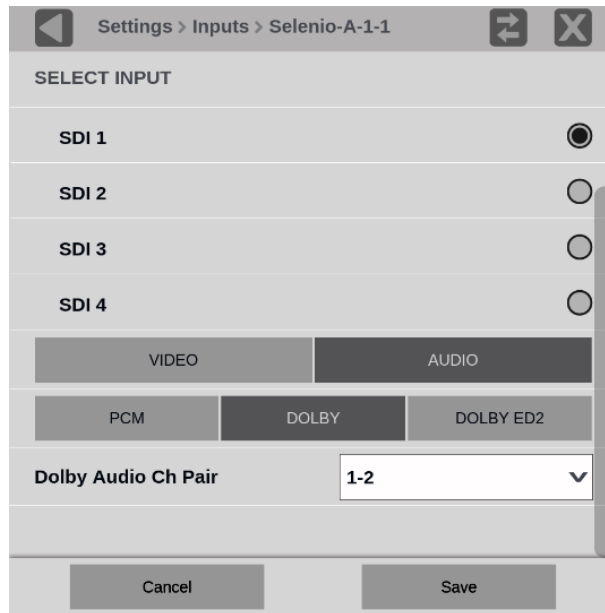 Settings > Inputs > Selenio-A-1-1
SELECT INPUT
SDI 1
SDI 2
SDI 3
SDI 4
VIDEO AUDIO
PCM DOLBY DOLBY ED2
Dolby Audio Ch Pair 1-2
Cancel Save